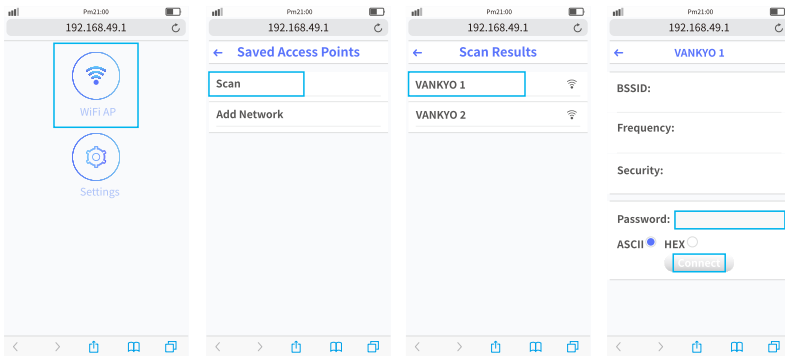 Pm21:00
192.168.49.1
WiFi AP
Settings
Pm21:00
192.168.49.1
Saved Access Points
Scan
Add Network
Pm21:00
192.168.49.1
Scan Results
VANKYO 1
VANKYO 2
Pm21:00
192.168.49.1
VANKYO 1
BSSID:
Frequency:
Security:
Password:
ASCII HEX
Connect